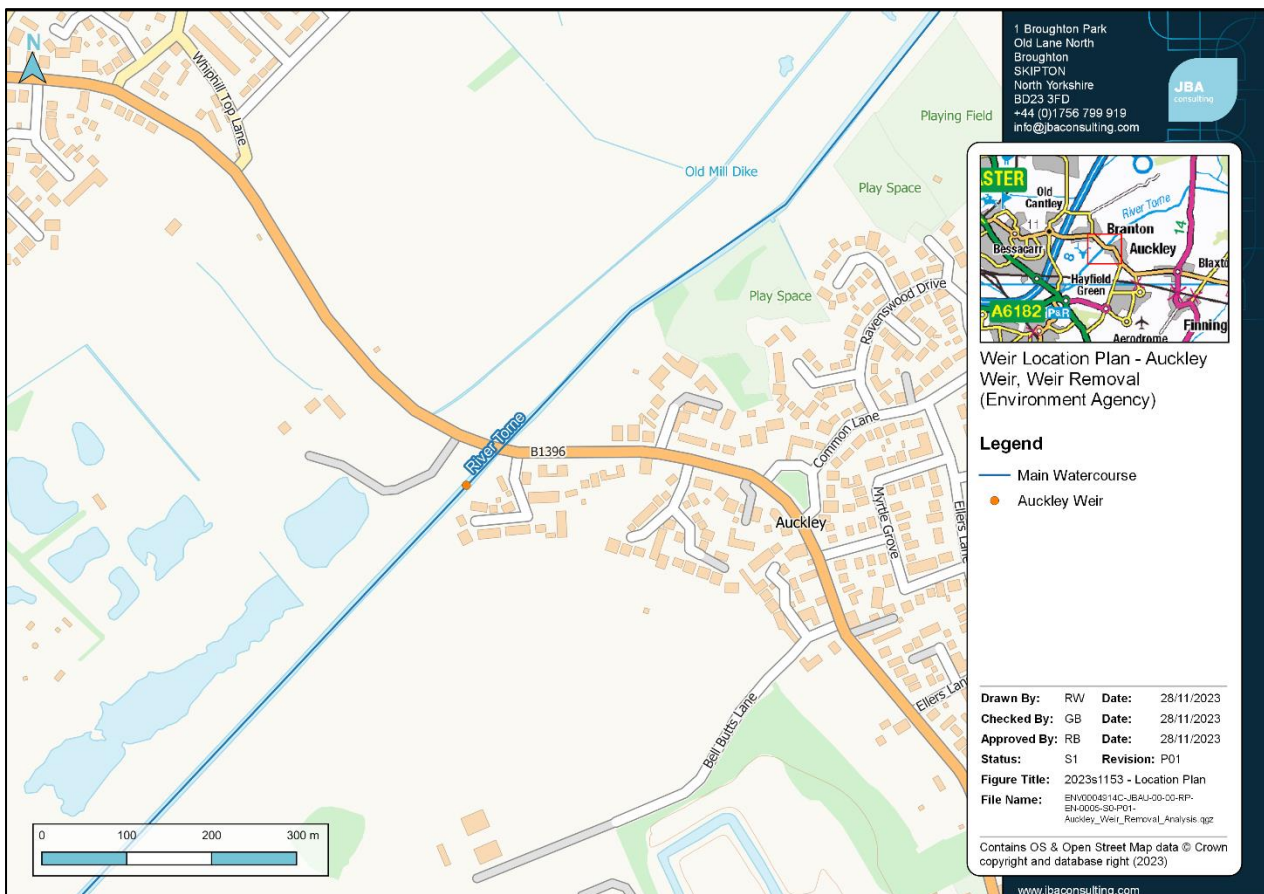 N
Whiphill Top Lane
Old Mill Dike
Playing Field
Play Space
Play Space
Ravenswood Drive
River Torne
B1396
Common Lane
Auckley
Myrtle Grove
Ellers Lane
Bell Butts Lane
Ellers Lane
0 100 200 300 m
1 Broughton Park
Old Lane North
Broughton
SKIPTON
North Yorkshire
BD23 3FD
+44 (0)1756 799 919
info@jbaconsulting.com
JBA
consulting
ASTER
Old
Cantley
11
River Torne
14
Branton
Bessacarr
8
Auckley
Blaxto
Hayfield
Green
A6182
P&R
Finning
Aerodrome
Weir Location Plan - Auckley
Weir, Weir Removal
(Environment Agency)
Legend
Main Watercourse
Auckley Weir
Drawn By: RW Date: 28/11/2023
Checked By: GB Date: 28/11/2023
Approved By: RB Date: 28/11/2023
Status: S1 Revision: P01
Figure Title: 2023s1153 - Location Plan
File Name: ENV0004914C-JBAU-00-00-RP-
EN-0005-S0-P01-
Auckley_Weir_Removal_Analysis.qgz
Contains OS & Open Street Map data © Crown
copyright and database right (2023)
www.jbaconsulting.com